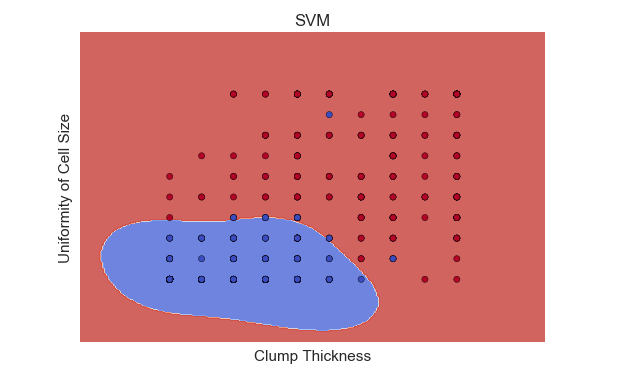 SVM
Uniformity of Cell Size
Clump Thickness